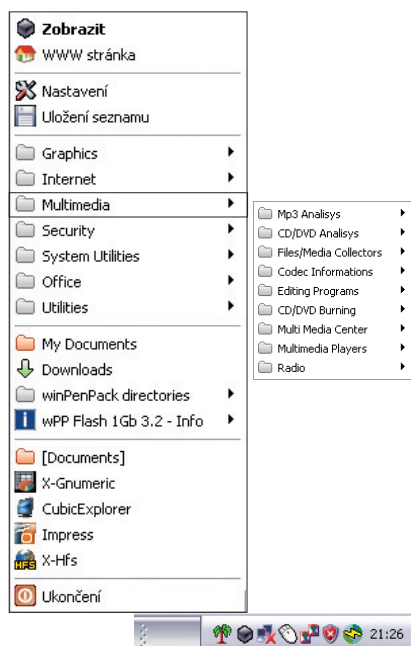 Zobrazit
WWW stránka
Nastavení
Uložení seznamu
Graphics
Internet
Multimedia
Security
System Utilities
Office
Utilities
My Documents
Downloads
winPenPack directories
wPP Flash 1Gb 3.2 - Info
[Documents]
X-Gnumeric
CubicExplorer
Impress
HFS X-Hfs
Ukončení
Mp3 Analisys
CD/DVD Analisys
Files/Media Collectors
Codec Informations
Editing Programs
CD/DVD Burning
Multi Media Center
Multimedia Players
Radio
21:26